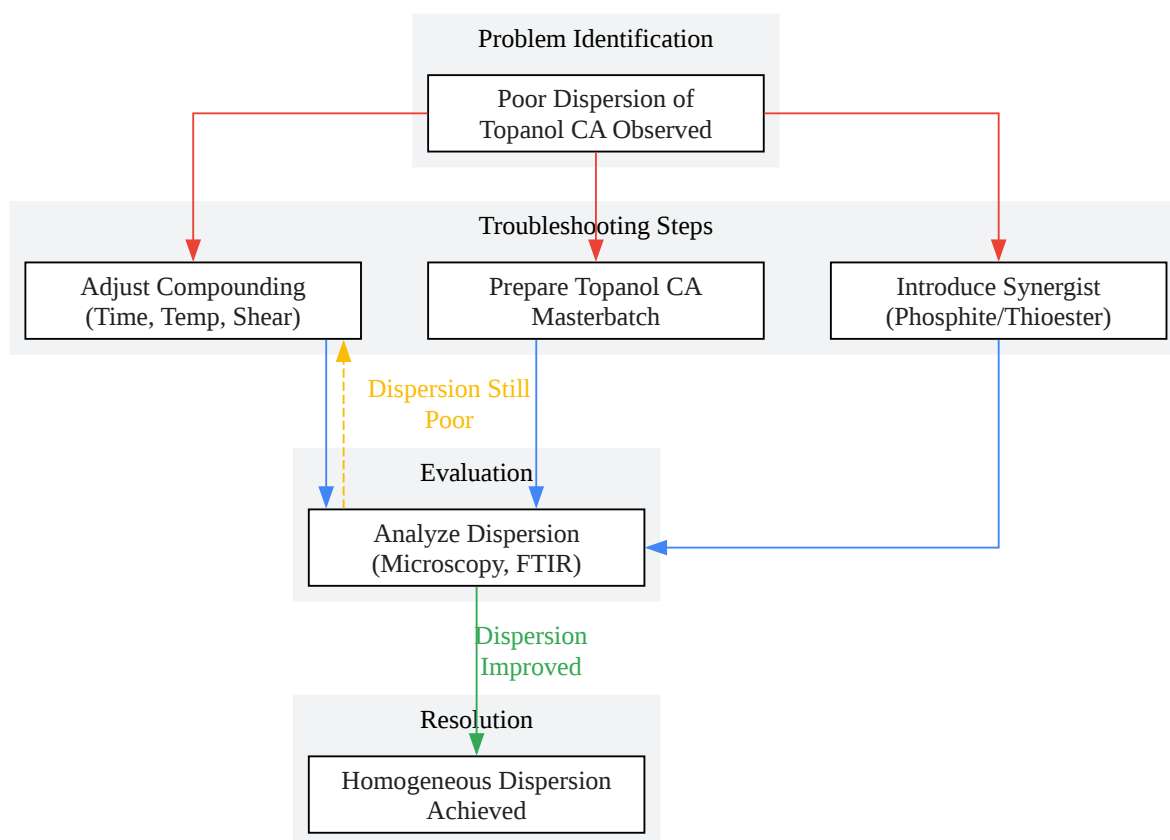 Problem Identification
Poor Dispersion of
Topanol CA Observed
Troubleshooting Steps
Adjust Compounding
(Time, Temp, Shear)
Prepare Topanol CA
Masterbatch
Introduce Synergist
(Phosphite/Thioester)
Dispersion Still
Poor
Evaluation
Analyze Dispersion
(Microscopy, FTIR)
Dispersion
Improved
Resolution
Homogeneous Dispersion
Achieved